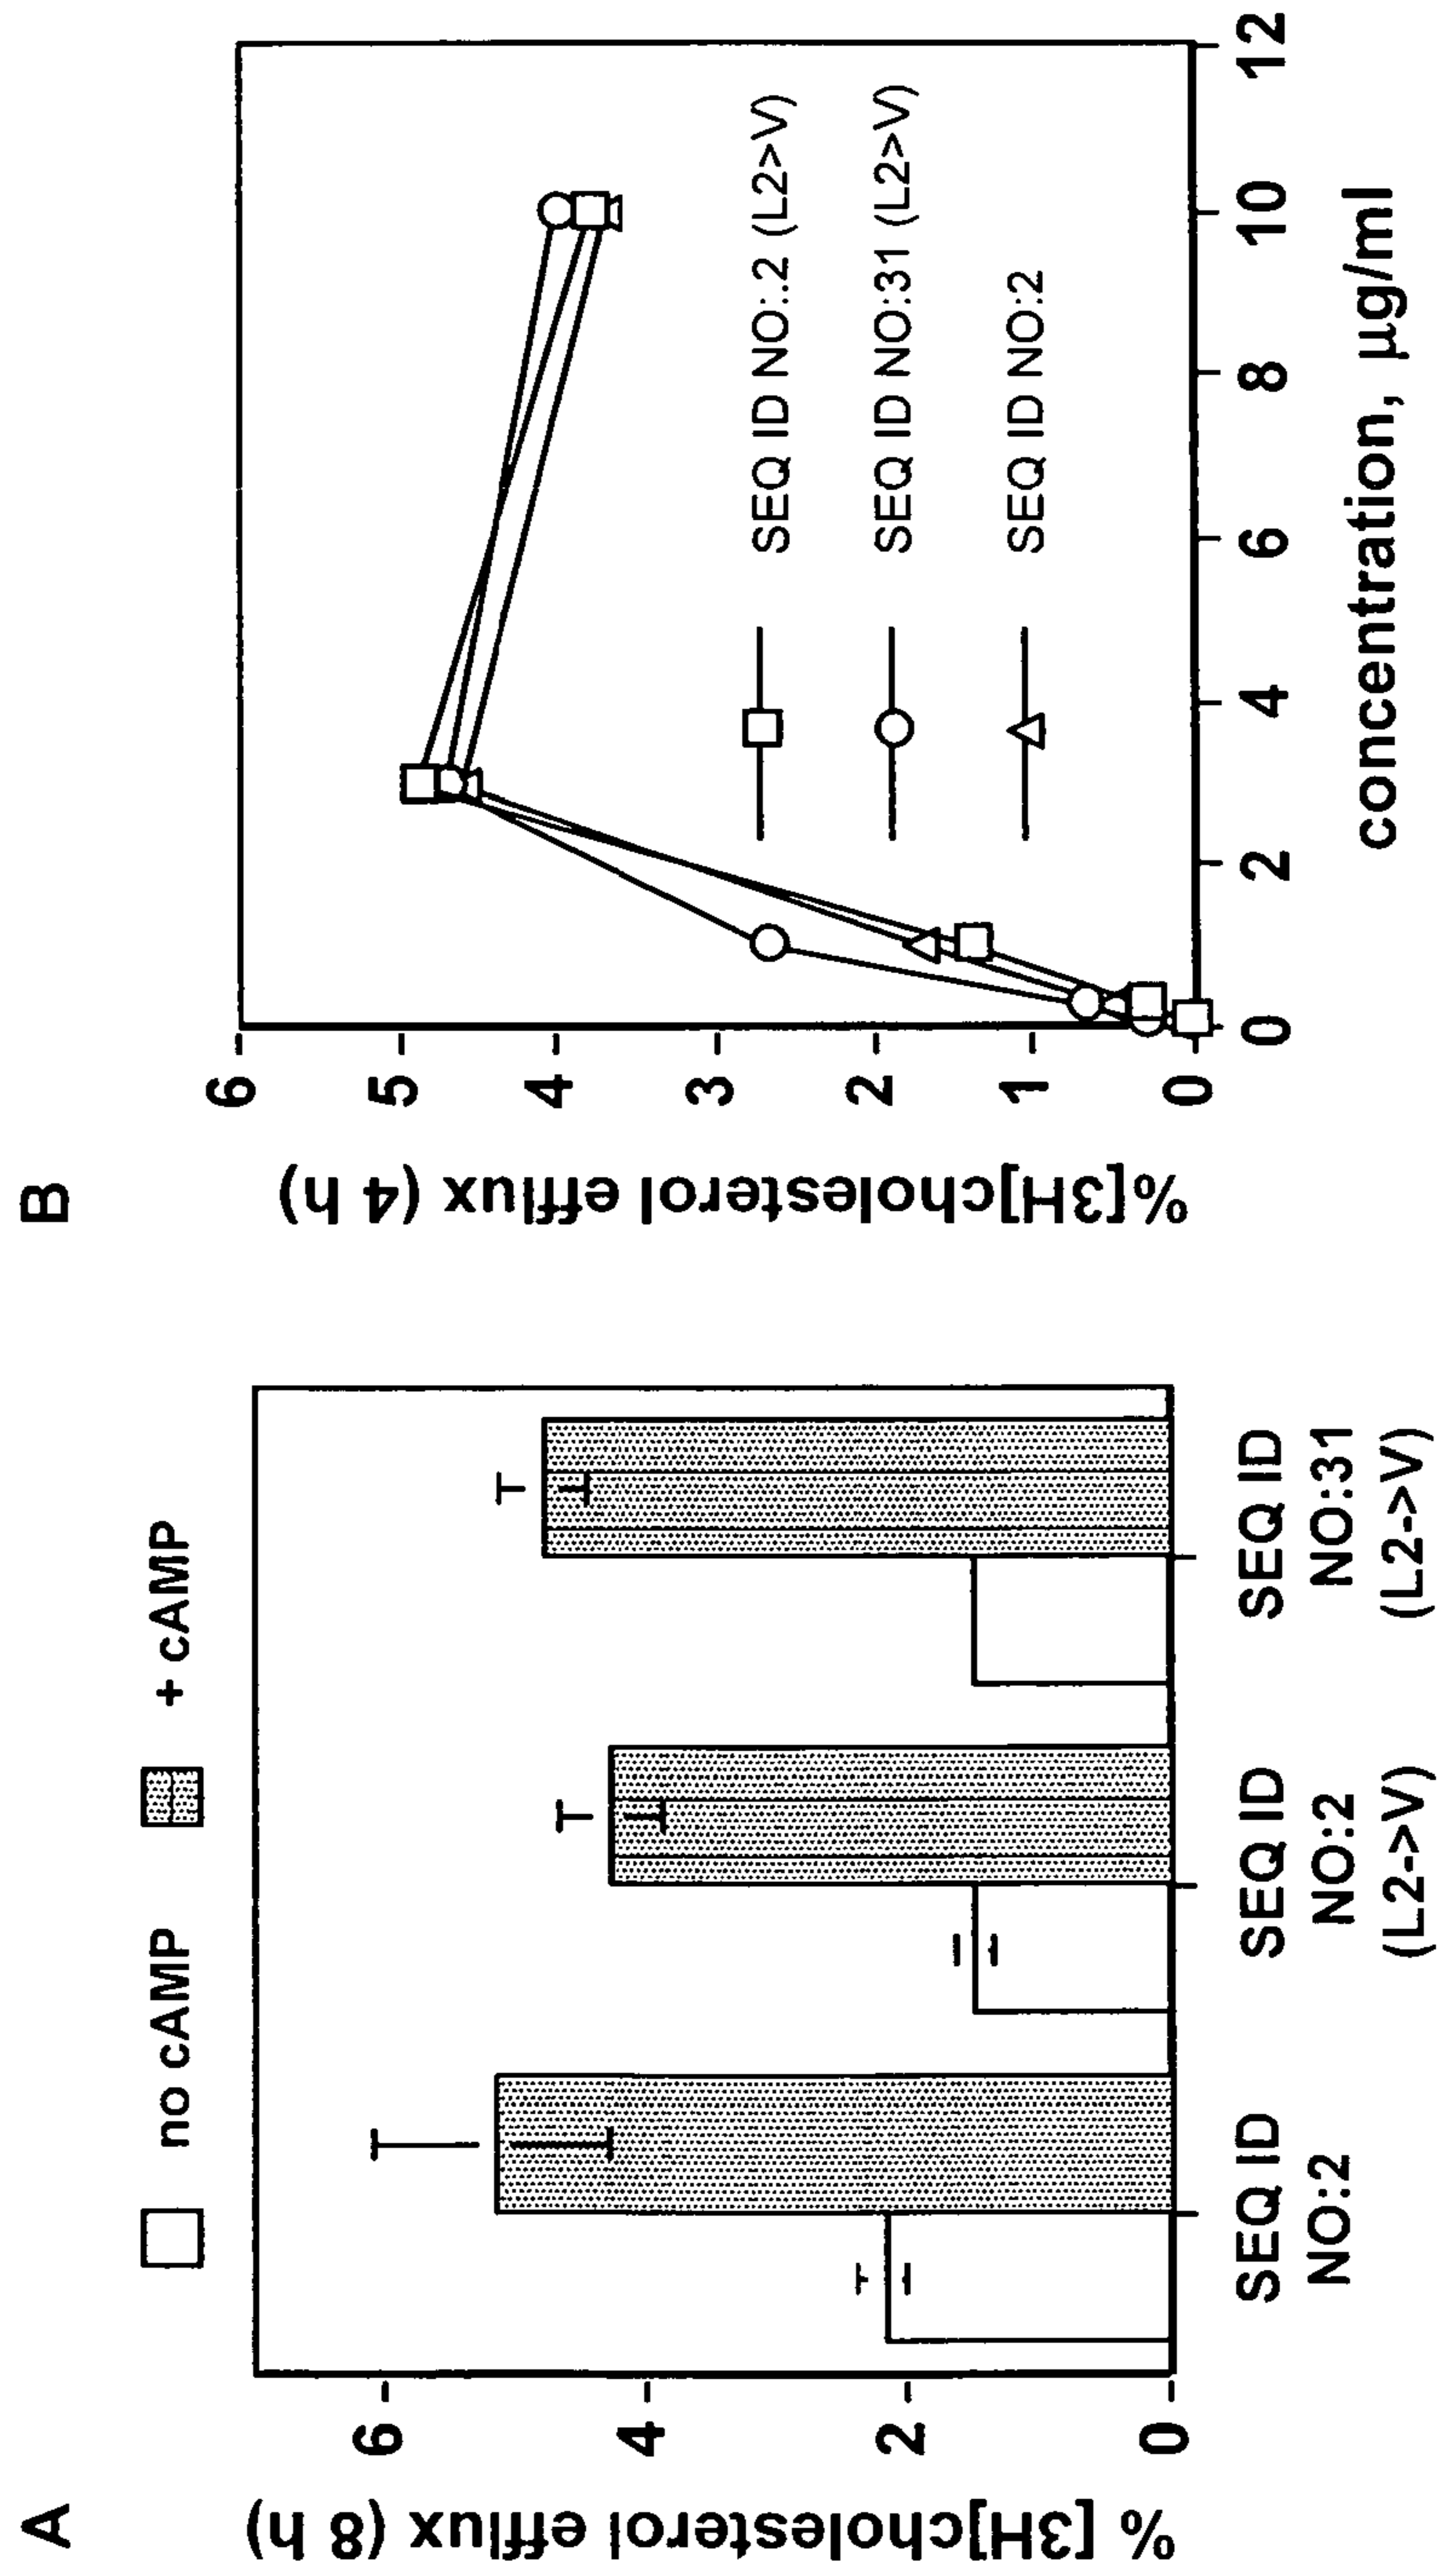 A
no cAMP
+ cAMP
% [3H]cholesterol efflux (8 h)
6
4
2
0
SEQ ID
NO:2
SEQ ID
NO:2
(L2->V)
SEQ ID
NO:31
(L2->V)
B
%[3H]cholesterol efflux (4 h)
6
5
4
3
2
1
0
SEQ ID NO:.2 (L2>V)
SEQ ID NO:31 (L2>V)
SEQ ID NO:2
0 2 4 6 8 10 12
concentration, µg/ml